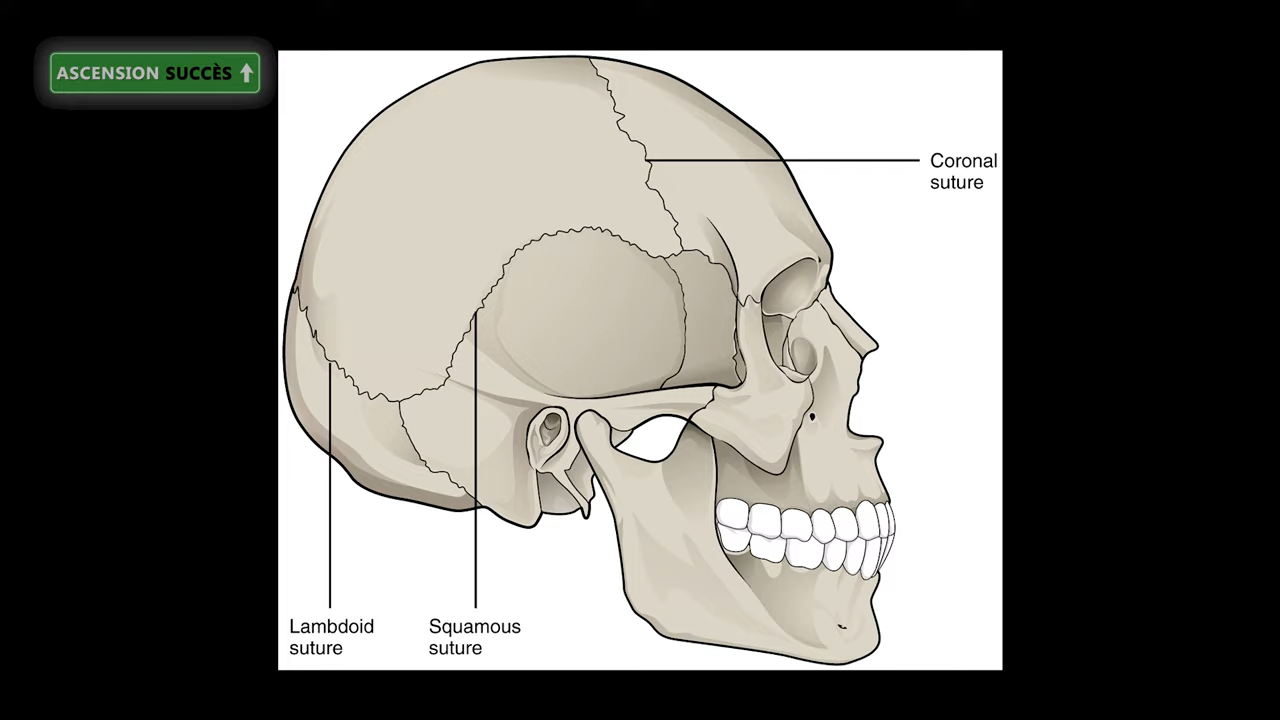 ASCENSION SUCCÈS
Coronal
suture
Lambdoid
suture
Squamous
suture